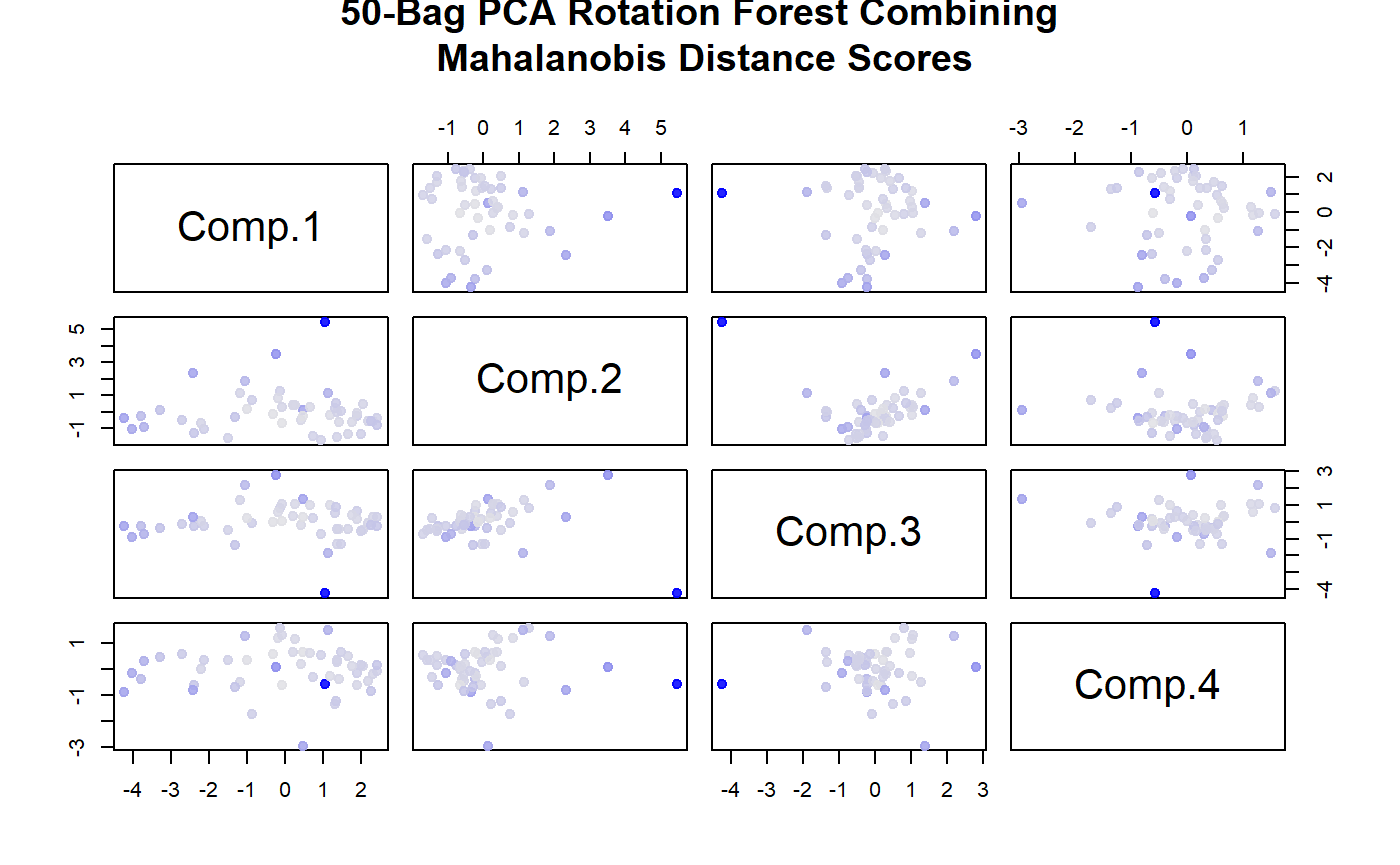 50-Bag PCA Rotation Forest Combining
Mahalanobis Distance Scores
-1 0 1 2 3 4 5
-3 -2 -1 0 1
Comp.1
2
0
-2
-4
5
3
1
-1
Comp.2
Comp.3
3
1
-1
-4
1
-1
-3
Comp.4
-4 -3 -2 -1 0 1 2
-4 -3 -2 -1 0 1 2 3